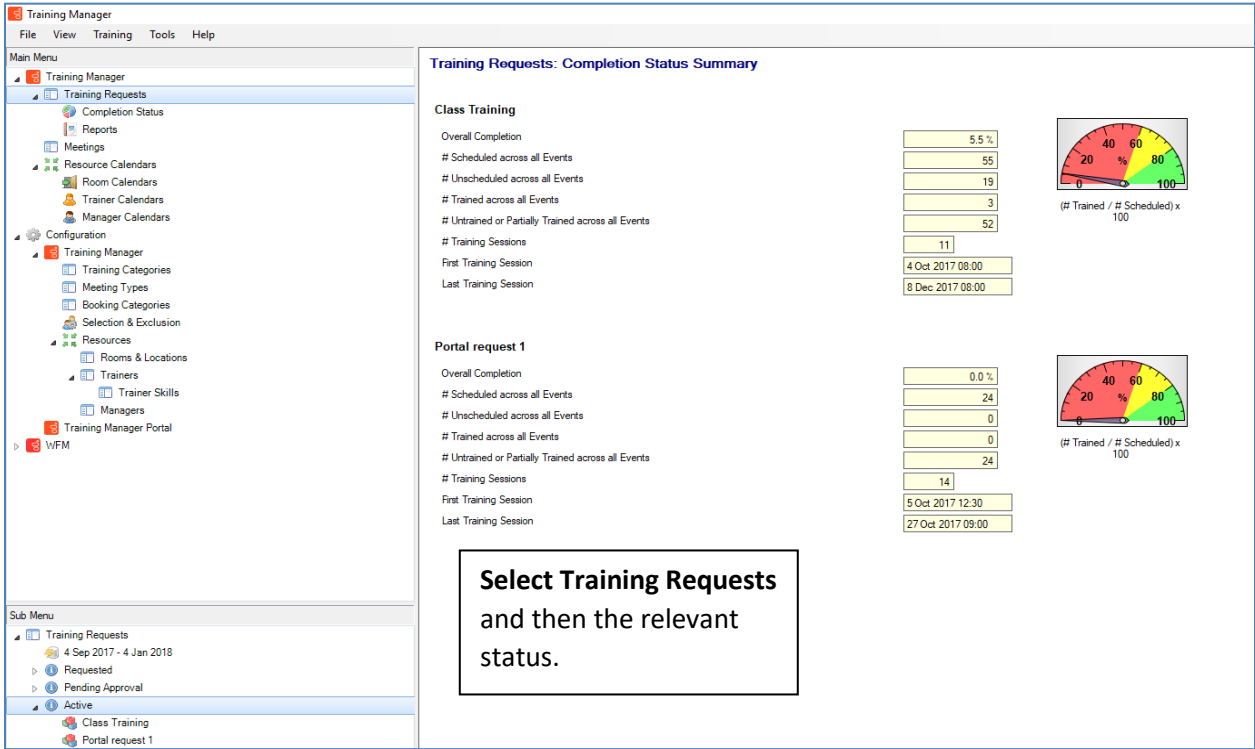 Training Manager
File View Training Tools Help
Main Menu
Training Manager
Training Requests
Completion Status
Reports
Meetings
Resource Calendars
Room Calendars
Trainer Calendars
Manager Calendars
Configuration
Training Manager
Training Categories
Meeting Types
Booking Categories
Selection & Exclusion
Resources
Rooms & Locations
Trainers
Trainer Skills
Managers
Training Manager Portal
WFM
Sub Menu
Training Requests
4 Sep 2017 - 4 Jan 2018
Requested
Pending Approval
Active
Class Training
Portal request 1
Training Requests: Completion Status Summary
Class Training
Overall Completion 5.5 %
# Scheduled across all Events 55
# Unscheduled across all Events 19
# Trained across all Events 3
# Untrained or Partially Trained across all Events 52
# Training Sessions 11
First Training Session 4 Oct 2017 08:00
Last Training Session 8 Dec 2017 08:00
40 60
20 % 80
0 100
(# Trained / # Scheduled) x
100
Portal request 1
Overall Completion 0.0 %
# Scheduled across all Events 24
# Unscheduled across all Events 0
# Trained across all Events 0
# Untrained or Partially Trained across all Events 24
# Training Sessions 14
First Training Session 5 Oct 2017 12:30
Last Training Session 27 Oct 2017 09:00
40 60
20 % 80
0 100
(# Trained / # Scheduled) x
100
Select Training Requests
and then the relevant
status.